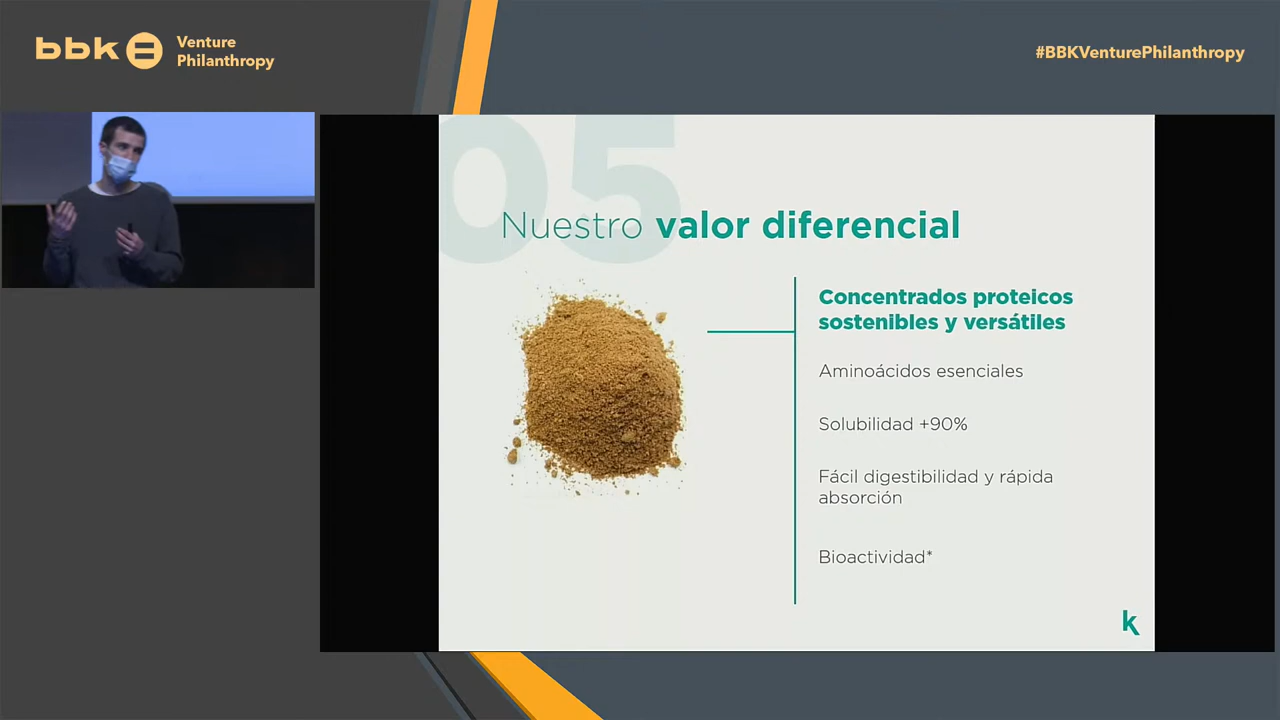 bbk
Venture
Philanthropy
#BBKVenturePhilanthropy
05
Nuestro valor diferencial
Concentrados proteicos
sostenibles y versátiles
Aminoácidos esenciales
Solubilidad +90%
Fácil digestibilidad y rápida
absorción
Bioactividad*
k